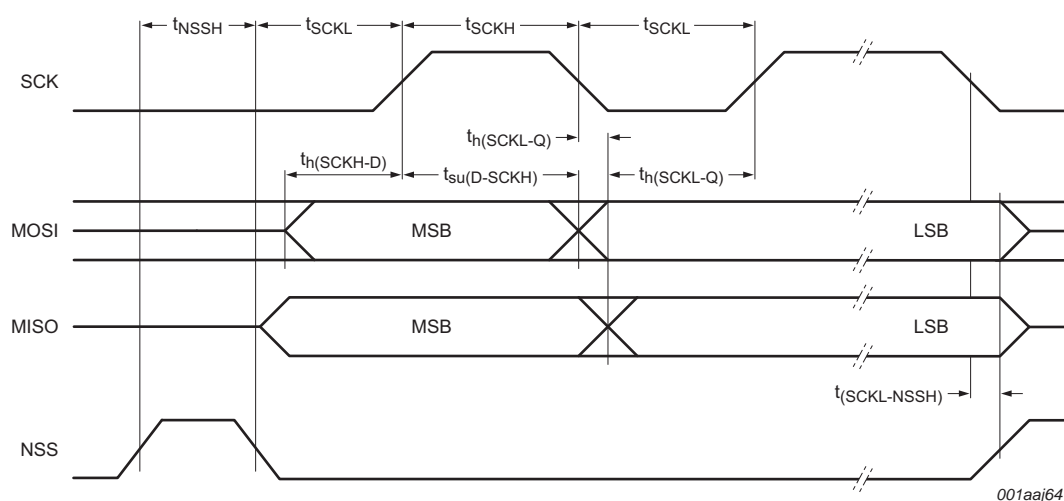 tNSSH tSCKL tSCKH tSCKL
SCK
th(SCKL-Q)
th(SCKH-D) tsu(D-SCKH) th(SCKL-Q)
MOSI MSB LSB
MISO MSB LSB
t(SCKL-NSSH)
NSS
001aaj64